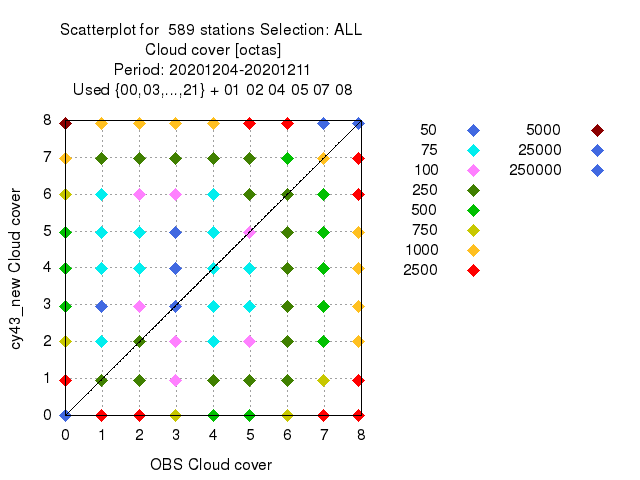 Scatterplot for 589 stations Selection: ALL
Cloud cover [octas]
Period: 20201204-20201211
Used {00,03,...,21} + 01 02 04 05 07 08
8
7
6
5
4
3
2
1
0
0 1 2 3 4 5 6 7 8
cy43_new Cloud cover
OBS Cloud cover
50
75
100
250
500
750
1000
2500
5000
25000
250000